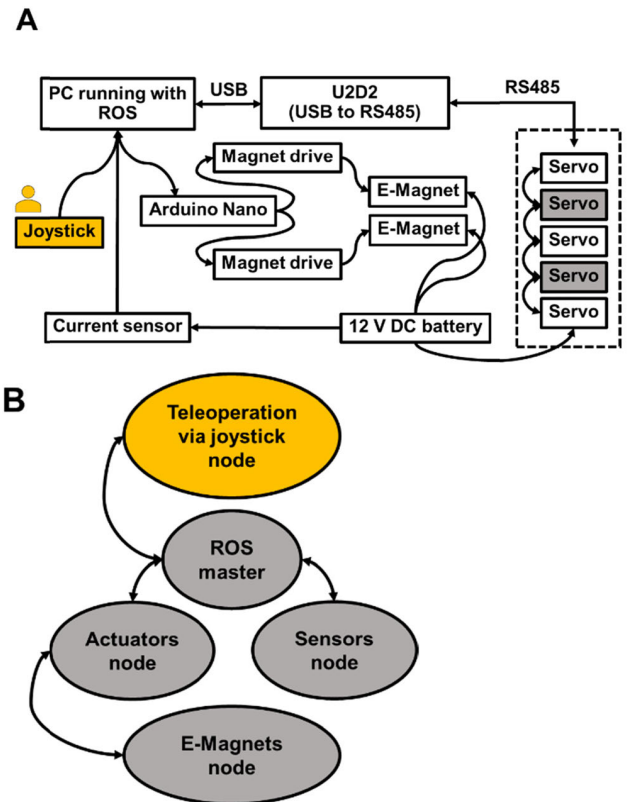 A
PC running with
ROS
USB
U2D2
(USB to RS485)
RS485
Magnet drive
E-Magnet
Arduino Nano
E-Magnet
Magnet drive
Joystick
Servo
Servo
Servo
Servo
Servo
Current sensor
12 V DC battery
B
Teleoperation
via joystick
node
ROS
master
Actuators
node
Sensors
node
E-Magnets
node